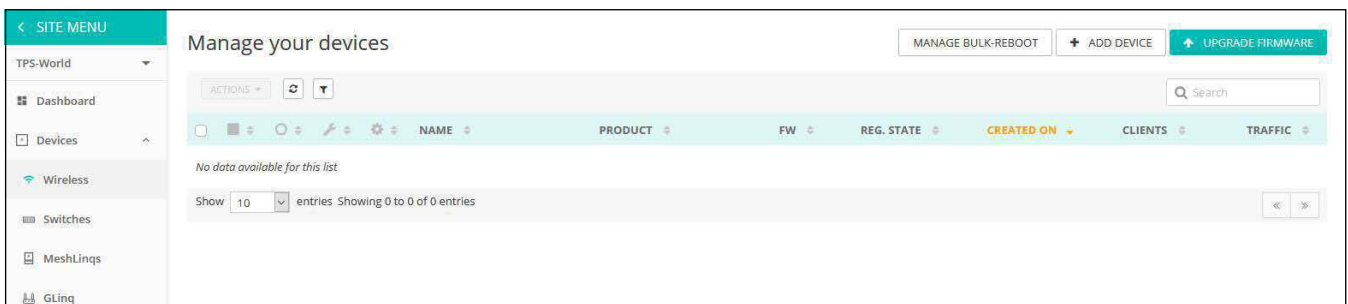 SITE MENU
TPS-World
Dashboard
Devices
Wireless
Switches
MeshLinqs
GLinq
Manage your devices
MANAGE BULK-REBOOT
ADD DEVICE
UPGRADE FIRMWARE
ACTIONS
Search
NAME PRODUCT FW REG. STATE CREATED ON CLIENTS TRAFFIC
No data available for this list
Show 10 entries Showing 0 to 0 of 0 entries